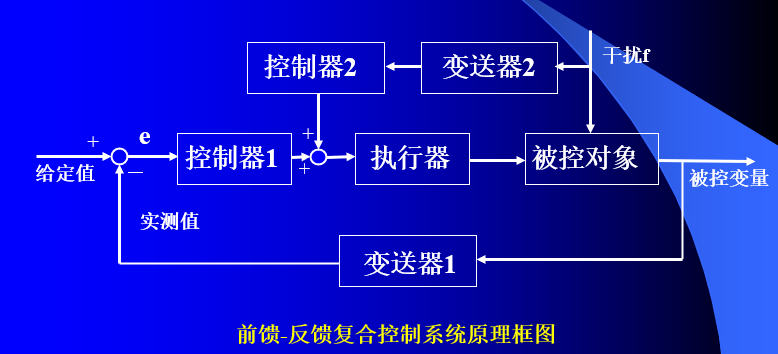 控制器2
变送器2
干扰f
+
e
+
给定值
控制器1
+
执行器
被控对象
被控变量
—
实测值
变送器1
前馈-反馈复合控制系统原理框图